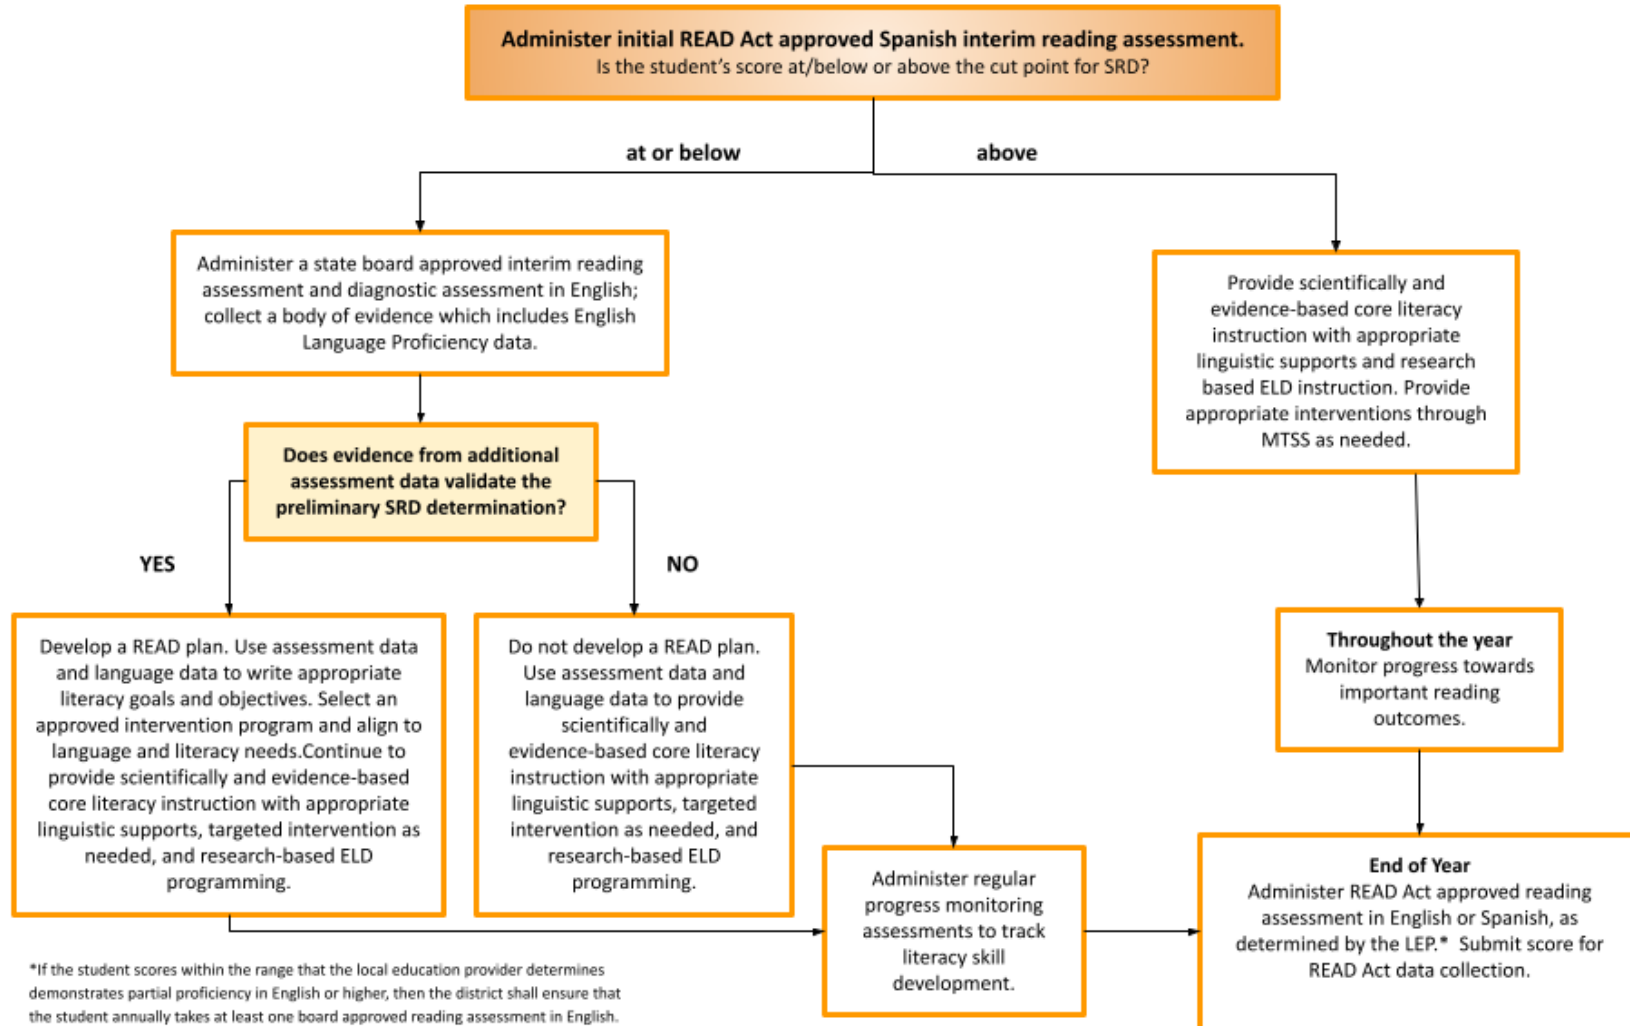 Administer initial READ Act approved Spanish interim reading assessment.
Is the student's score at/below or above the cut point for SRD?
at or below
above
Administer a state board approved interim reading
assessment and diagnostic assessment in English;
collect a body of evidence which includes English
Language Proficiency data.
Provide scientifically and
evidence-based core literacy
instruction with appropriate
linguistic supports and research
based ELD instruction. Provide
appropriate interventions through
MTSS as needed.
Does evidence from additional
assessment data validate the
preliminary SRD determination?
YES
NO
Develop a READ plan. Use assessment data
and language data to write appropriate
literacy goals and objectives. Select an
approved intervention program and align to
language and literacy needs.Continue to
provide scientifically and evidence-based
core literacy instruction with appropriate
linguistic supports, targeted intervention as
needed, and research-based ELD
programming.
Do not develop a READ plan.
Use assessment data and
language data to provide
scientifically and
evidence-based core literacy
instruction with appropriate
linguistic supports, targeted
intervention as needed, and
research-based ELD
programming.
Throughout the year
Monitor progress towards
important reading
outcomes.
Administer regular
progress monitoring
assessments to track
literacy skill
development.
End of Year
Administer READ Act approved reading
assessment in English or Spanish, as
determined by the LEP.* Submit score for
READ Act data collection.
*If the student scores within the range that the local education provider determines
demonstrates partial proficiency in English or higher, then the district shall ensure that
the student annually takes at least one board approved reading assessment in English.